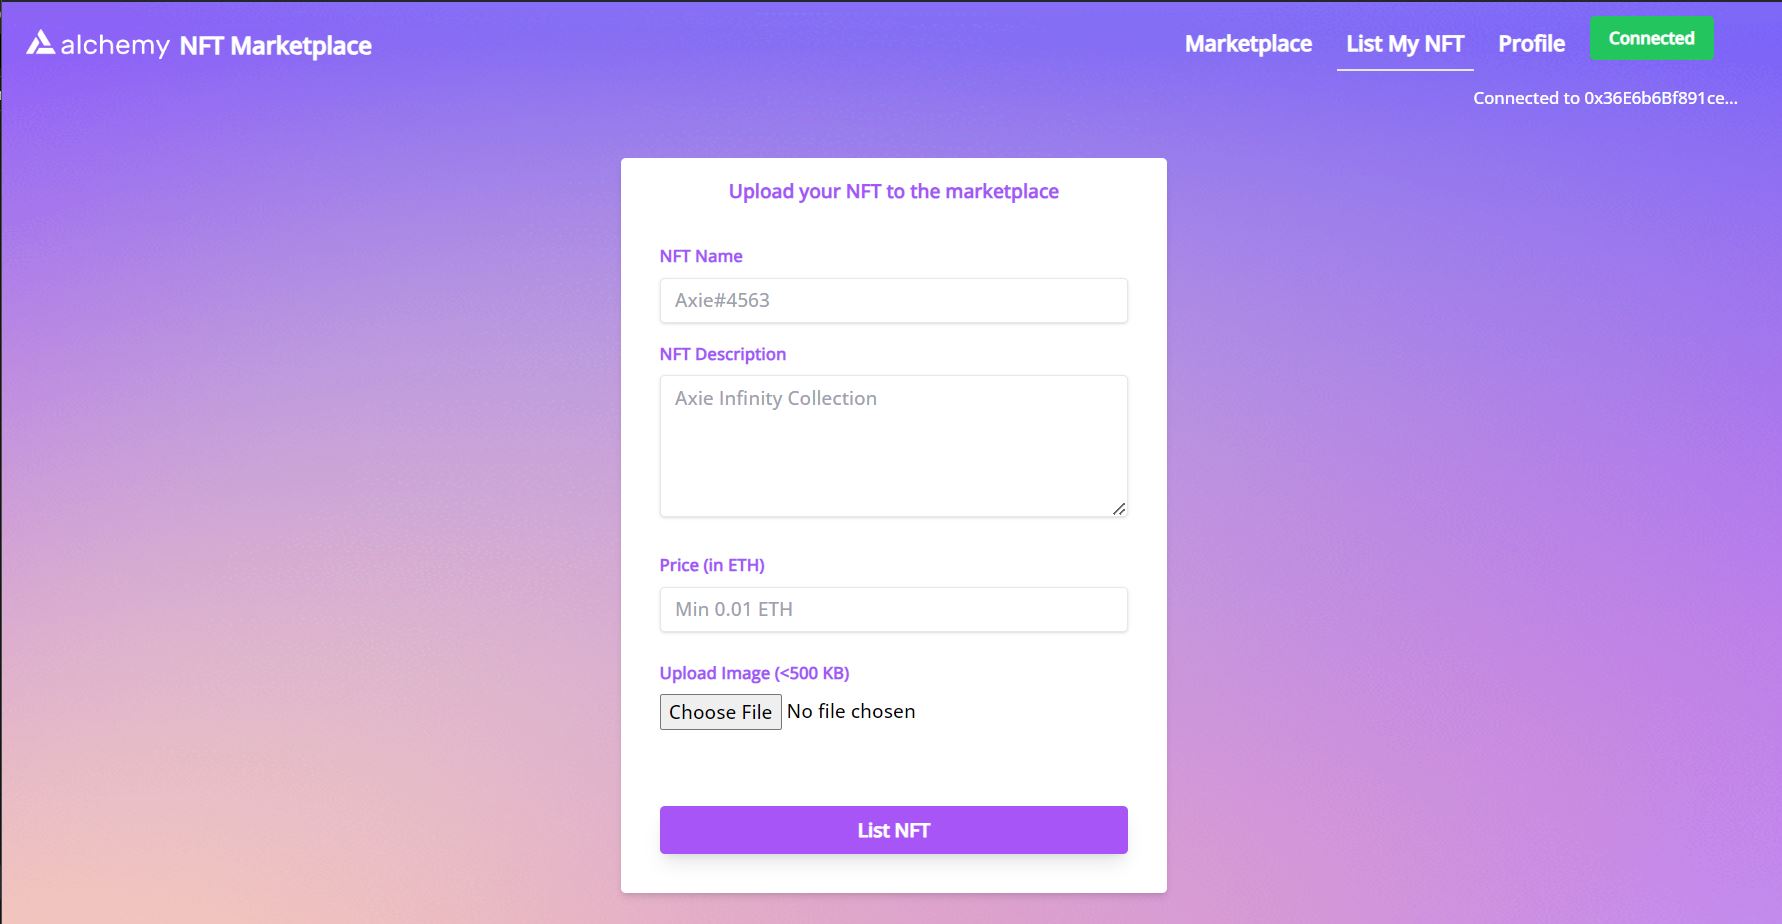 alchemy NFT Marketplace
Marketplace List My NFT Profile Connected
Connected to 0x36E6b6Bf891ce...
Upload your NFT to the marketplace
NFT Name
Axie#4563
NFT Description
Axie Infinity Collection
Price (in ETH)
Min 0.01 ETH
Upload Image (<500 KB)
Choose File No file chosen
List NFT